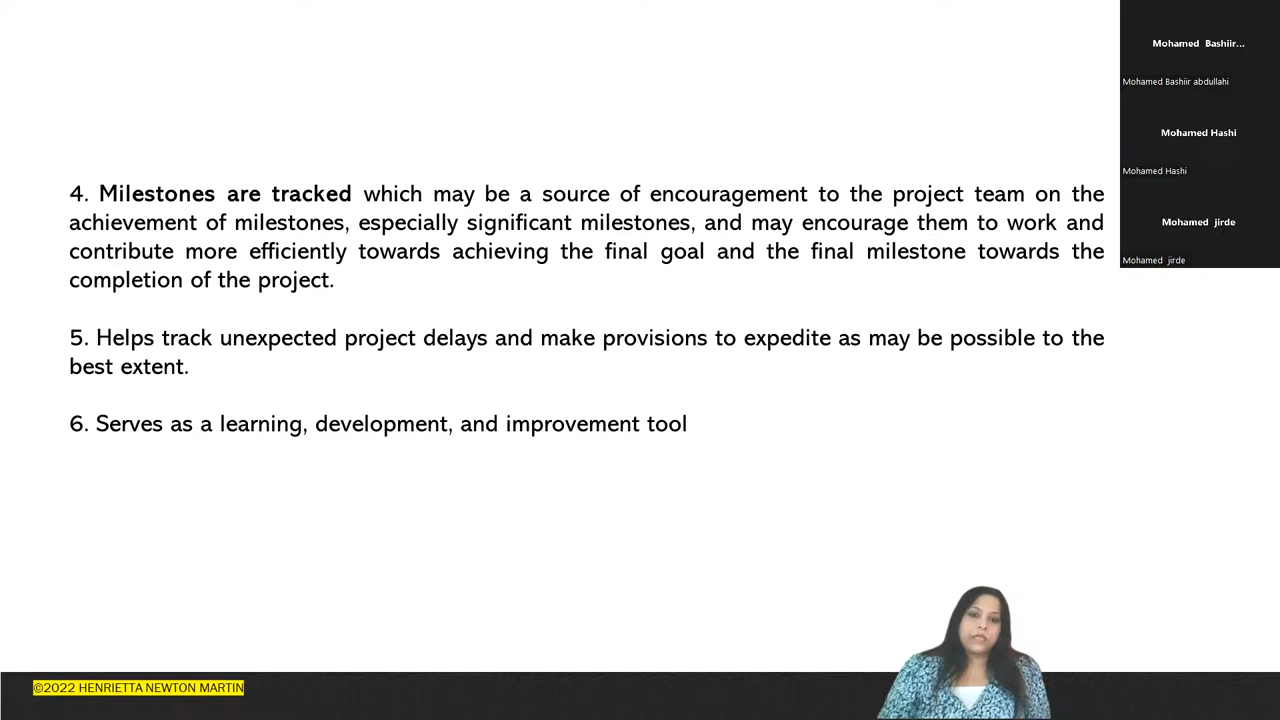 4. Milestones are tracked which may be a source of encouragement to the project team on the
achievement of milestones, especially significant milestones, and may encourage them to work and
contribute more efficiently towards achieving the final goal and the final milestone towards the
completion of the project.
5. Helps track unexpected project delays and make provisions to expedite as may be possible to the
best extent.
6. Serves as a learning, development, and improvement tool
©2022 HENRIETTA NEWTON MARTIN
Mohamed Bashiir...
Mohamed Bashiir abdullahi
Mohamed Hashi
Mohamed Hashi
Mohamed jirde
Mohamed jirde